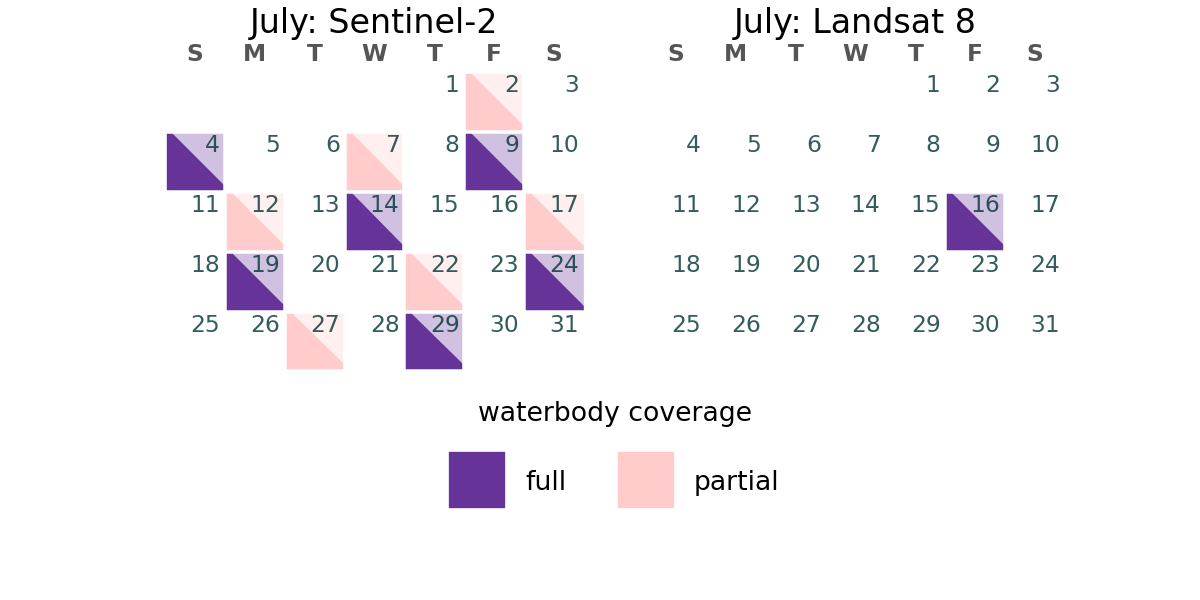 July: Sentinel-2
S M T W T F S
1 2 3
4 5 6 7 8 9 10
11 12 13 14 15 16 17
18 19 20 21 22 23 24
25 26 27 28 29 30 31
July: Landsat 8
S M T W T F S
1 2 3
4 5 6 7 8 9 10
11 12 13 14 15 16 17
18 19 20 21 22 23 24
25 26 27 28 29 30 31
waterbody coverage
full partial